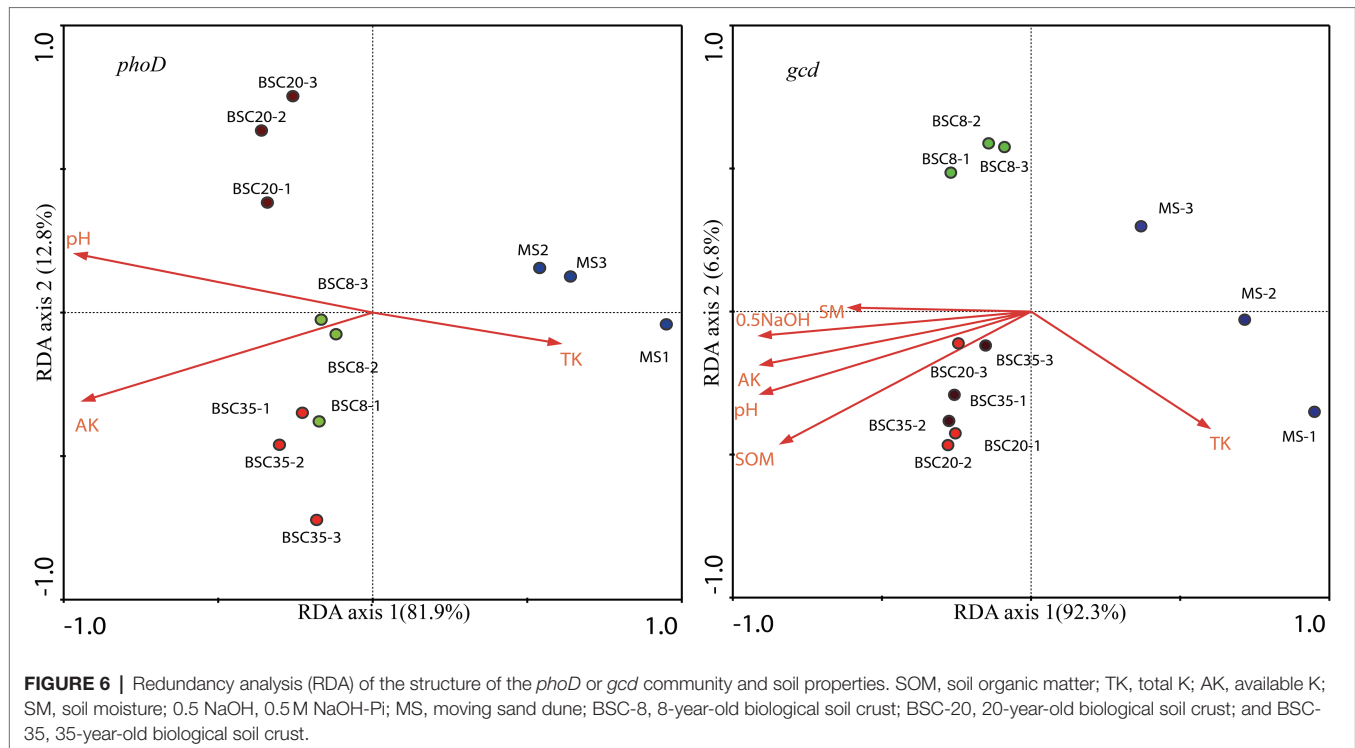 1.0
phoD
BSC20-3
BSC20-2
BSC20-1
pH
MS2
MS3
BSC8-3
RDA axis 2 (12.8%)
MS1
TK
BSC8-2
AK
BSC35-1
BSC8-1
BSC35-2
BSC35-3
-1.0
RDA axis 1(81.9%)
-1.0
1.0
1.0
gcd
BSC8-2
BSC8-1
BSC8-3
MS-3
RDA axis 2 (6.8%)
MS-2
SM
0.5NaOH
BSC35-3
BSC20-3
AK
BSC35-1
pH
BSC35-2
MS-1
TK
BSC20-1
SOM
BSC20-2
-1.0
RDA axis 1(92.3%)
-1.0
1.0
FIGURE 6 | Redundancy analysis (RDA) of the structure of the phoD or gcd community and soil properties. SOM, soil organic matter; TK, total K; AK, available K;
SM, soil moisture; 0.5 NaOH, 0.5 M NaOH-Pi; MS, moving sand dune; BSC-8, 8-year-old biological soil crust; BSC-20, 20-year-old biological soil crust; and BSC-
35, 35-year-old biological soil crust.